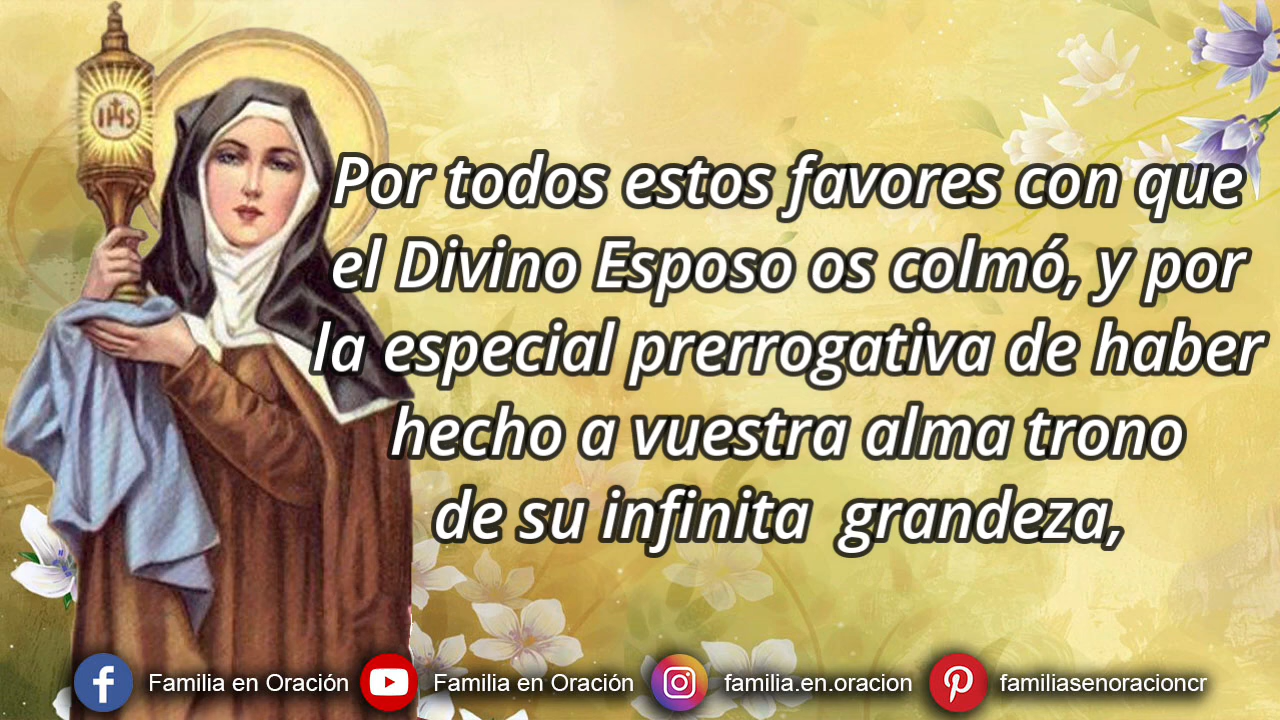 IHS
Por todos estos favores con que
el Divino Esposo os colmó, y por
la especial prerrogativa de haber
hecho a vuestra alma trono
de su infinita grandeza,
Familia en Oración
Familia en Oración
familia.en.oracion
familiasenoracioncr